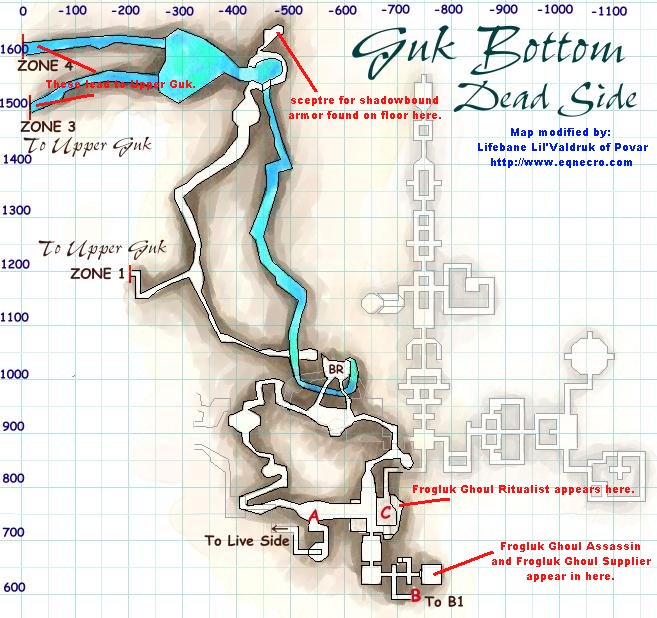 0 -100 -200 -300 -400 -500 -600 -700 -800 -900 -1000 -1100
Guk Bottom
Dead Side
1600
ZONE 4
These lead to Upper Guk.
sceptre for shadowbound
armor found on floor here.
1500
ZONE 3
To Upper Guk
Map modified by:
Lifebane Lil'Valdruk of Povar
http://www.eqnecro.com
1400
1300
To Upper Guk
1200
ZONE 1
1100
BR
1000
900
800
Frogluk Ghoul Ritualist appears here.
A
C
700
To Live Side
Frogluk Ghoul Assassin
and Frogluk Ghoul Supplier
appear in here.
600
B To B1